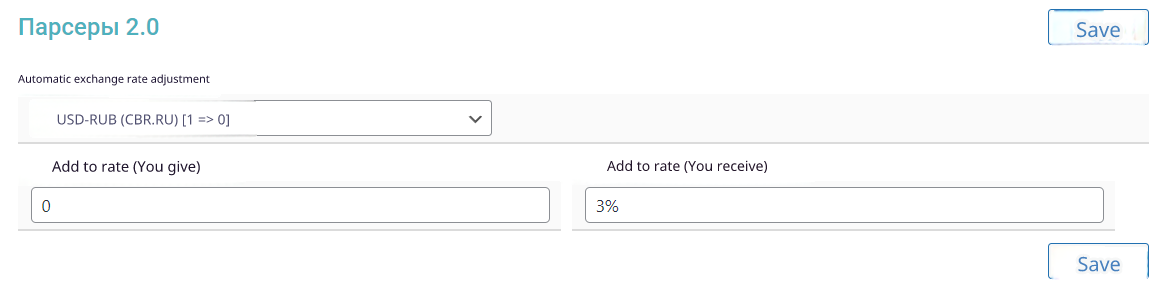 Парсеры 2.0
Save
Automatic exchange rate adjustment
USD-RUB (CBR.RU) [1 => 0]
Add to rate (You give)
Add to rate (You receive)
0
3%
Save